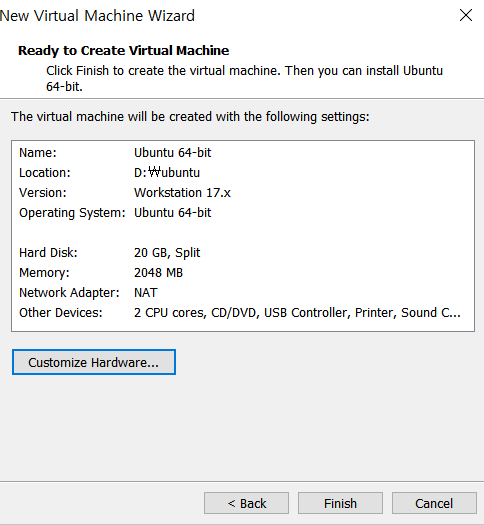 New Virtual Machine Wizard
Ready to Create Virtual Machine
Click Finish to create the virtual machine. Then you can install Ubuntu
64-bit.
The virtual machine will be created with the following settings:
Name: Ubuntu 64-bit
Location: D:₩ubuntu
Version: Workstation 17.x
Operating System: Ubuntu 64-bit
Hard Disk: 20 GB, Split
Memory: 2048 MB
Network Adapter: NAT
Other Devices: 2 CPU cores, CD/DVD, USB Controller, Printer, Sound C...
Customize Hardware...
< Back Finish Cancel